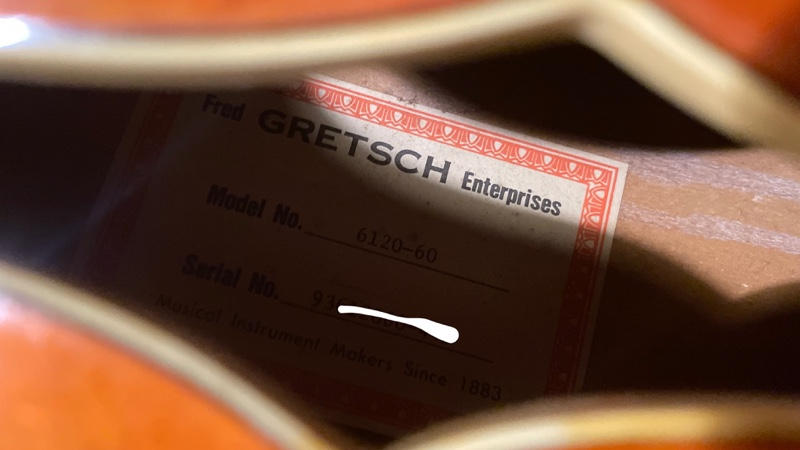 Fred GRETSCH Enterprises
Model No. 6120-60
Serial No.
Musical Instrument Makers Since 1883